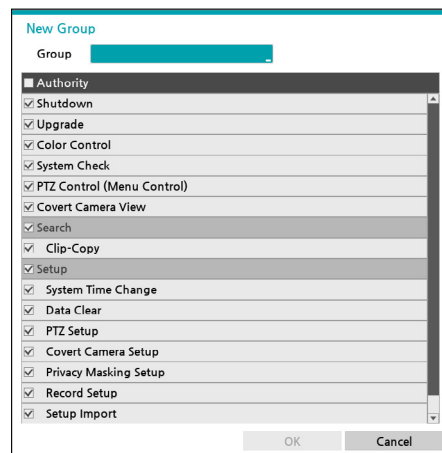 New Group
Group
Authority
Shutdown
Upgrade
Color Control
System Check
PTZ Control (Menu Control)
Covert Camera View
Search
Clip-Copy
Setup
System Time Change
Data Clear
PTZ Setup
Covert Camera Setup
Privacy Masking Setup
Record Setup
Setup Import
OK Cancel